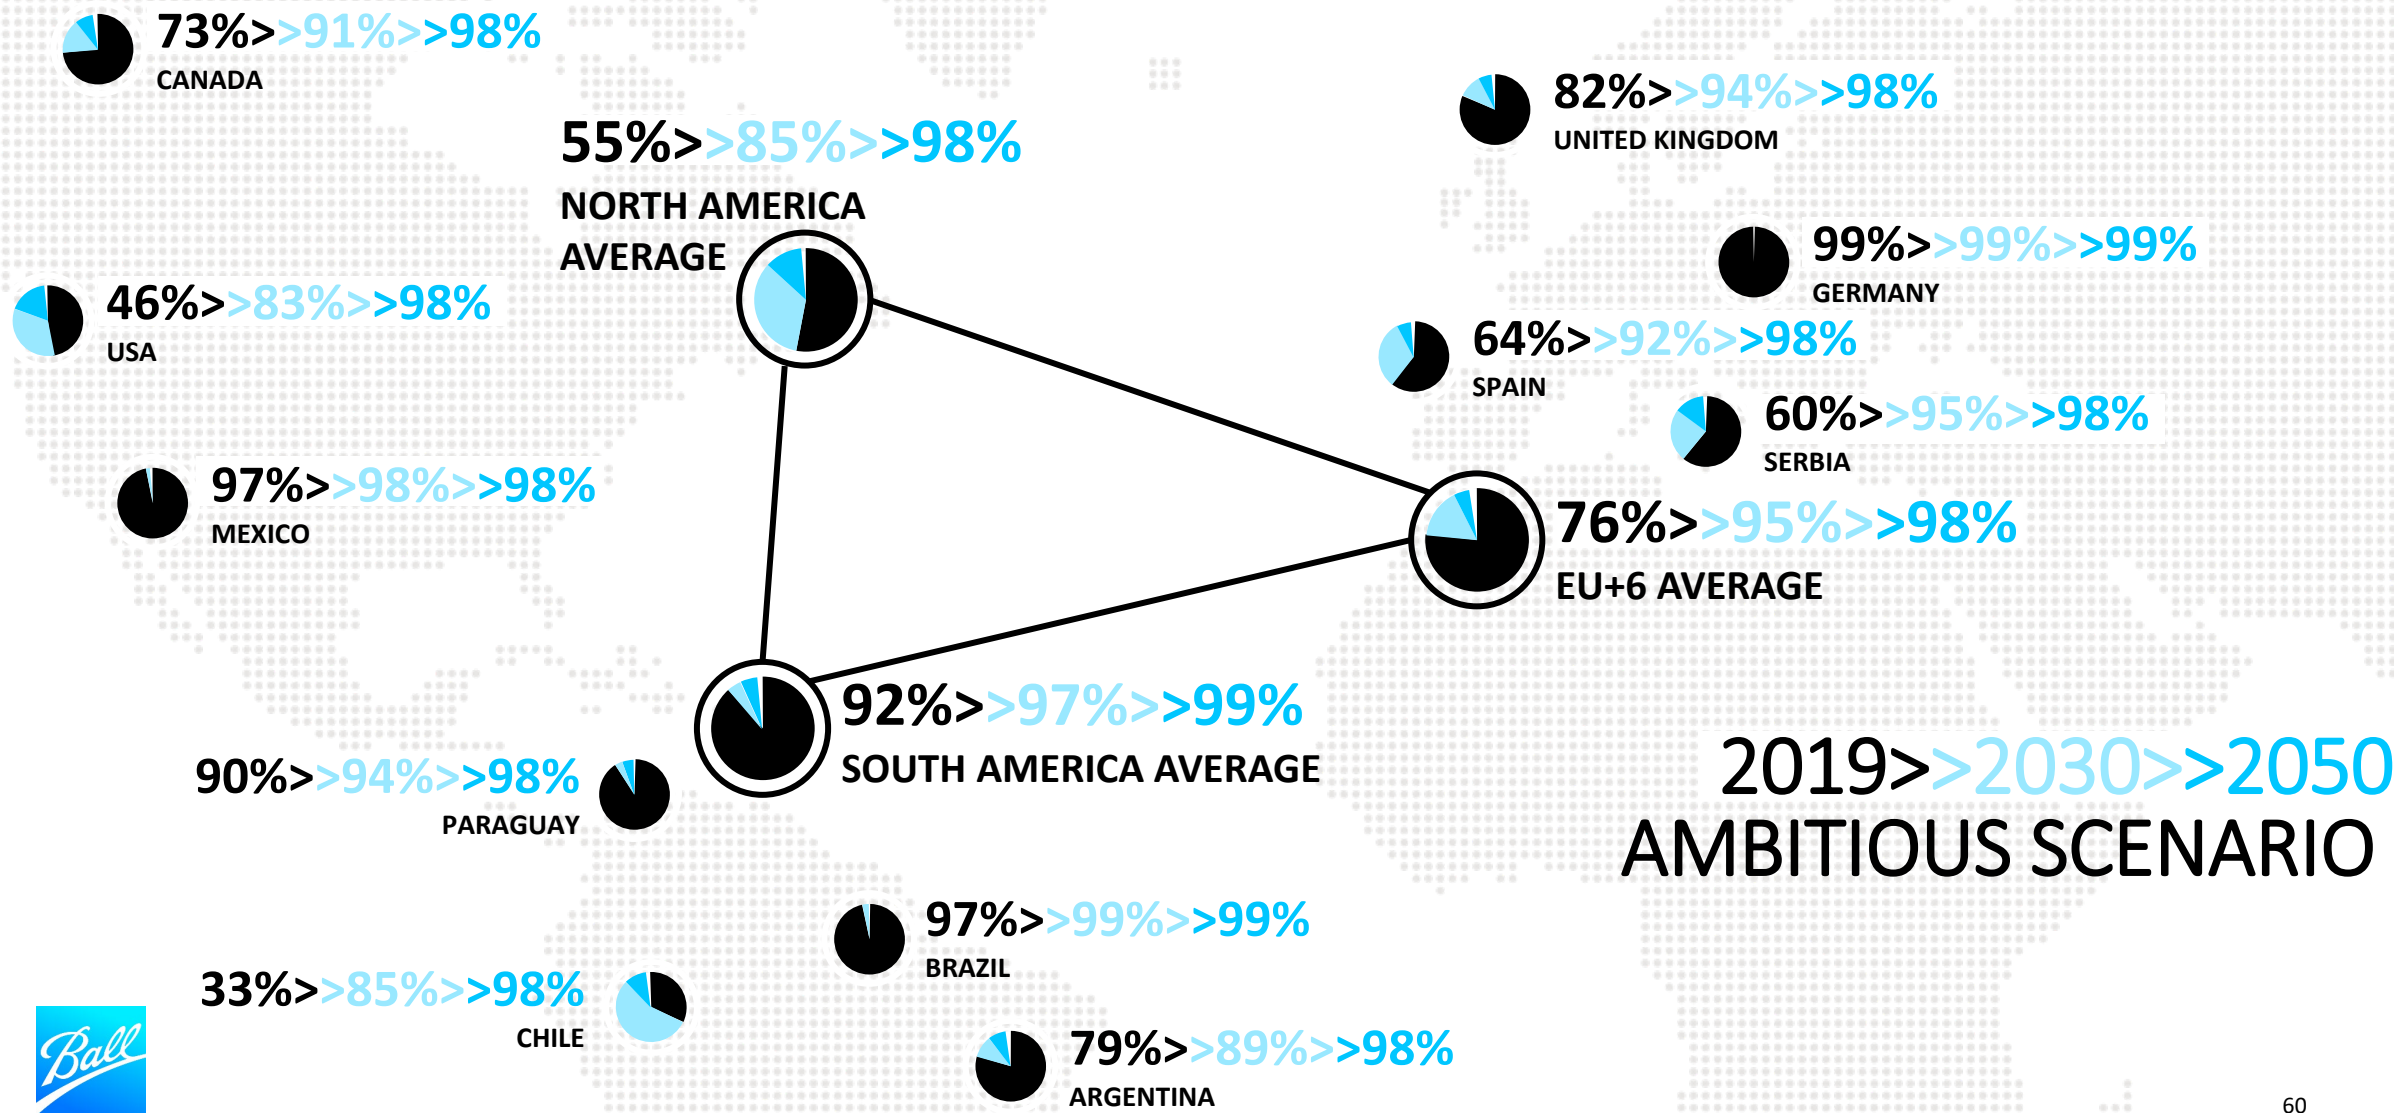 73%>>91%>>98%
CANADA
82%>>94%>>98%
UNITED KINGDOM
55%>>85%>>98%
NORTH AMERICA
AVERAGE
99%>>99%>>99%
GERMANY
46%>>83%>>98%
USA
64%>>92%>>98%
SPAIN
60%>>95%>>98%
SERBIA
97%>>98%>>98%
MEXICO
76%>>95%>>98%
EU+6 AVERAGE
92%>>97%>>99%
SOUTH AMERICA AVERAGE
2019>>2030>>2050
AMBITIOUS SCENARIO
90%>>94%>>98%
PARAGUAY
97%>>99%>>99%
BRAZIL
33%>>85%>>98%
CHILE
79%>>89%>>98%
ARGENTINA
Ball
60